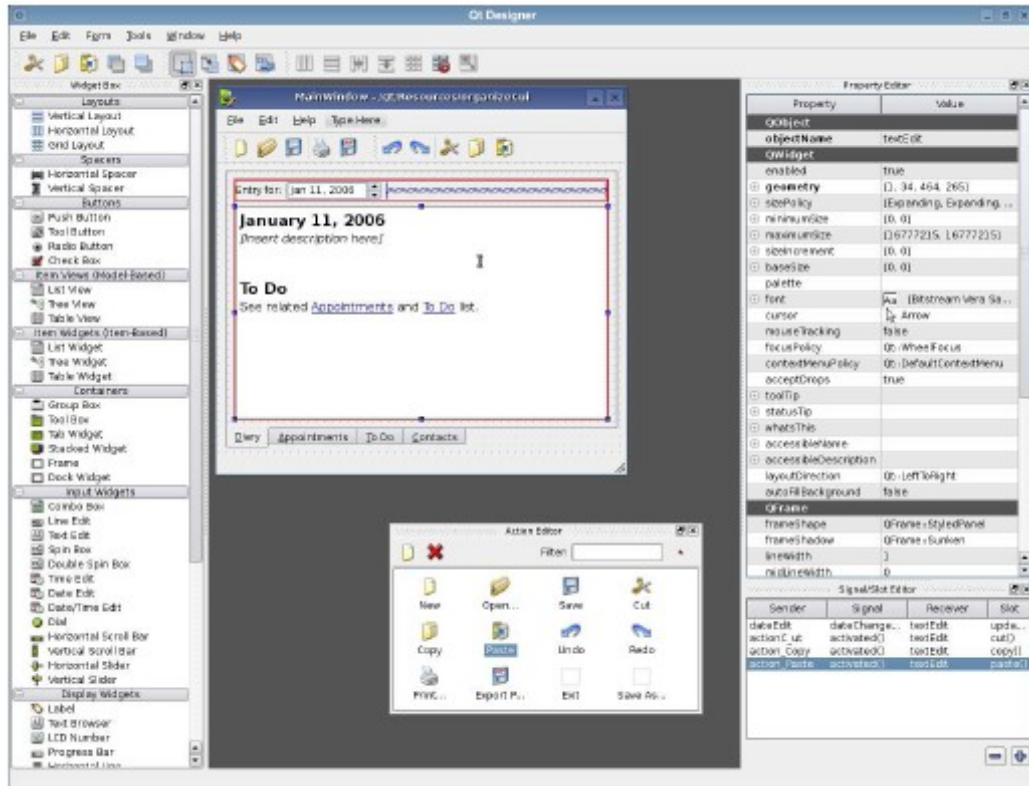 Qt Designer
File Edit Form Tools Window Help
Widget Box
Layouts
Vertical Layout
Horizontal Layout
Grid Layout
Spacers
Horizontal Spacer
Vertical Spacer
Buttons
Push Button
Tool Button
Radio Button
Check Box
Item Views (Model-Based)
List View
Tree View
Table View
Item Widgets (Item-Based)
List Widget
Tree Widget
Table Widget
Containers
Group Box
Tool Box
Tab Widget
Stacked Widget
Frame
Dock Widget
Input Widgets
Combo Box
Line Edit
Text Edit
Spin Box
Double Spin Box
Time Edit
Date Edit
Date/Time Edit
Dial
Horizontal Scroll Bar
Vertical Scroll Bar
Horizontal Slider
Vertical Slider
Display Widgets
Label
Text Browser
LCD Number
Progress Bar
Horizontal Line
MainWindow -
File Edit Help Type Here
Entry for: Jan 11, 2006
January 11, 2006
[Insert description here]
To Do
See related Appointments and To Do list.
Diary Appointments To Do Contacts
Action Editor
Filter:
New Open... Save Cut
Copy Paste Undo Redo
Print... Export P... Exit Save As...
Property Editor
Property Value
QObject
objectName textEdit
QWidget
enabled true
geometry [1, 34, 464, 265]
sizePolicy [Expanding, Expanding, ...
minimumSize [0, 0]
maximumSize [16777215, 16777215]
sizeIncrement [0, 0]
baseSize [0, 0]
palette
font Aa [Bitstream Vera Sa...
cursor Arrow
mouseTracking false
focusPolicy Qt::WheelFocus
contextMenuPolicy Qt::DefaultContextMenu
acceptDrops true
toolTip
statusTip
whatsThis
accessibleName
accessibleDescription
layoutDirection Qt::LeftToRight
autoFillBackground false
QFrame
frameShape QFrame::StyledPanel
frameShadow QFrame::Sunken
lineWidth 1
midLineWidth 0
Signal/Slot Editor
Sender Signal Receiver Slot
dateEdit dateChange... textEdit upda...
actionC_ut activated() textEdit cut()
action_Copy activated() textEdit copy()
action_Paste activated() textEdit paste()